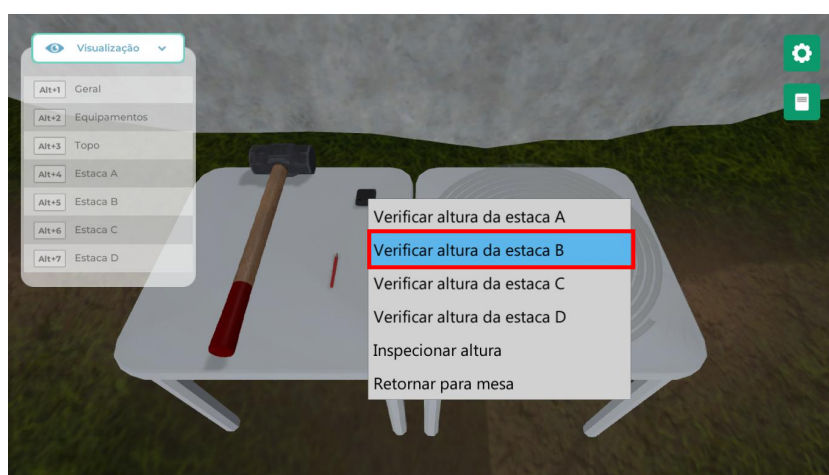 Visualização
Alt+1 Geral
Alt+2 Equipamentos
Alt+3 Topo
Alt+4 Estaca A
Alt+5 Estaca B
Alt+6 Estaca C
Alt+7 Estaca D
Verificar altura da estaca A
Verificar altura da estaca B
Verificar altura da estaca C
Verificar altura da estaca D
Inspecionar altura
Retornar para mesa